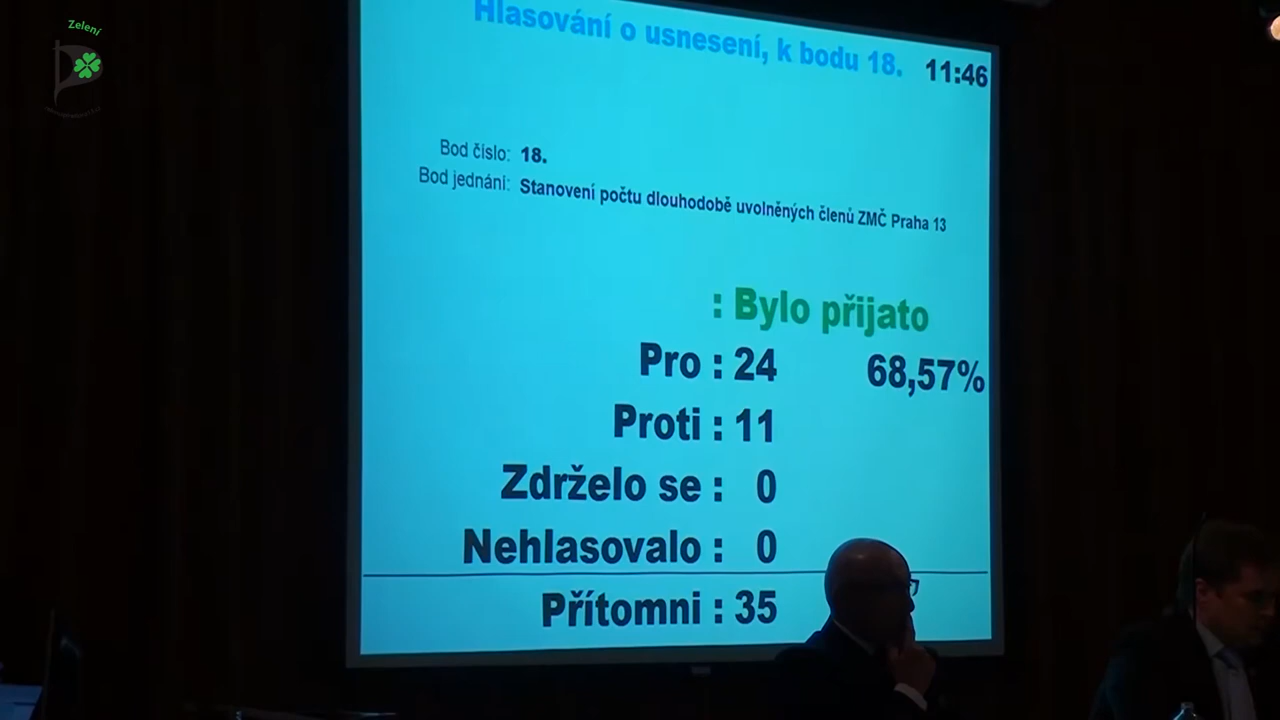 Zelení
Hlasování o usnesení, k bodu 18.
11:46
Bod číslo: 18.
Bod jednání: Stanovení počtu dlouhodobě uvolněných členů ZMČ Praha 13
: Bylo přijato
Pro : 24 68,57%
Proti : 11
Zdrželo se : 0
Nehlasovalo : 0
Přítomni : 35